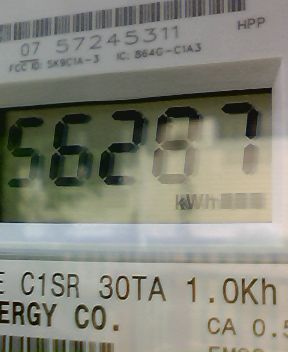 07 57245311
HPP
FCC ID: SK9C1A-3 IC: 864G-C1A3
56287
kWh
E C1SR 30TA 1.0Kh
ERGY CO.
CA 0.5